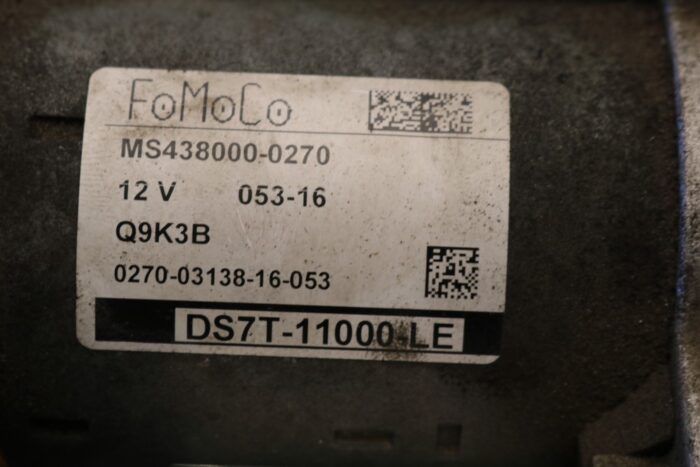 FoMoCo
MS438000-0270
12 V 053-16
Q9K3B
0270-03138-16-053
DS7T-11000-LE